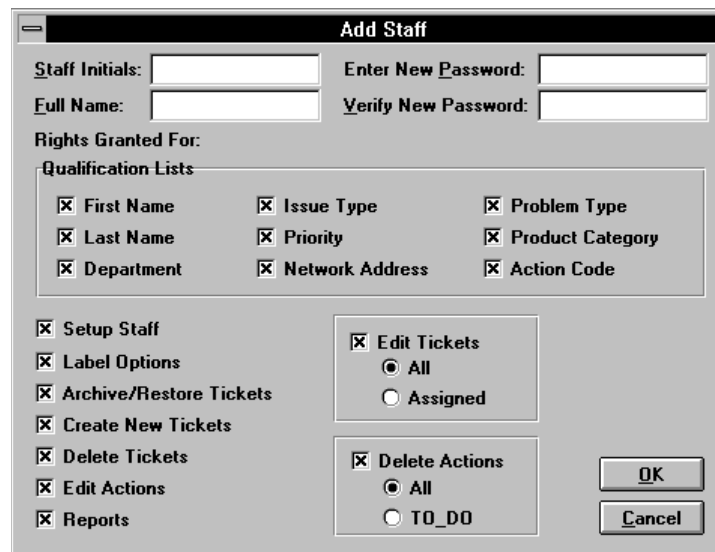 Add Staff
Staff Initials: Enter New Password:
Full Name: Verify New Password:
Rights Granted For:
Qualification Lists
First Name Issue Type Problem Type
Last Name Priority Product Category
Department Network Address Action Code
Setup Staff
Label Options
Archive/Restore Tickets
Create New Tickets
Delete Tickets
Edit Actions
Reports
Edit Tickets
All
Assigned
Delete Actions
All
TO_DO
OK
Cancel